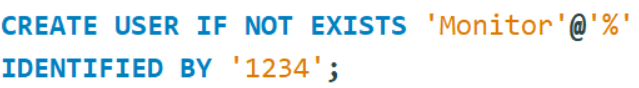 CREATE USER IF NOT EXISTS 'Monitor'@'%'
IDENTIFIED BY '1234';